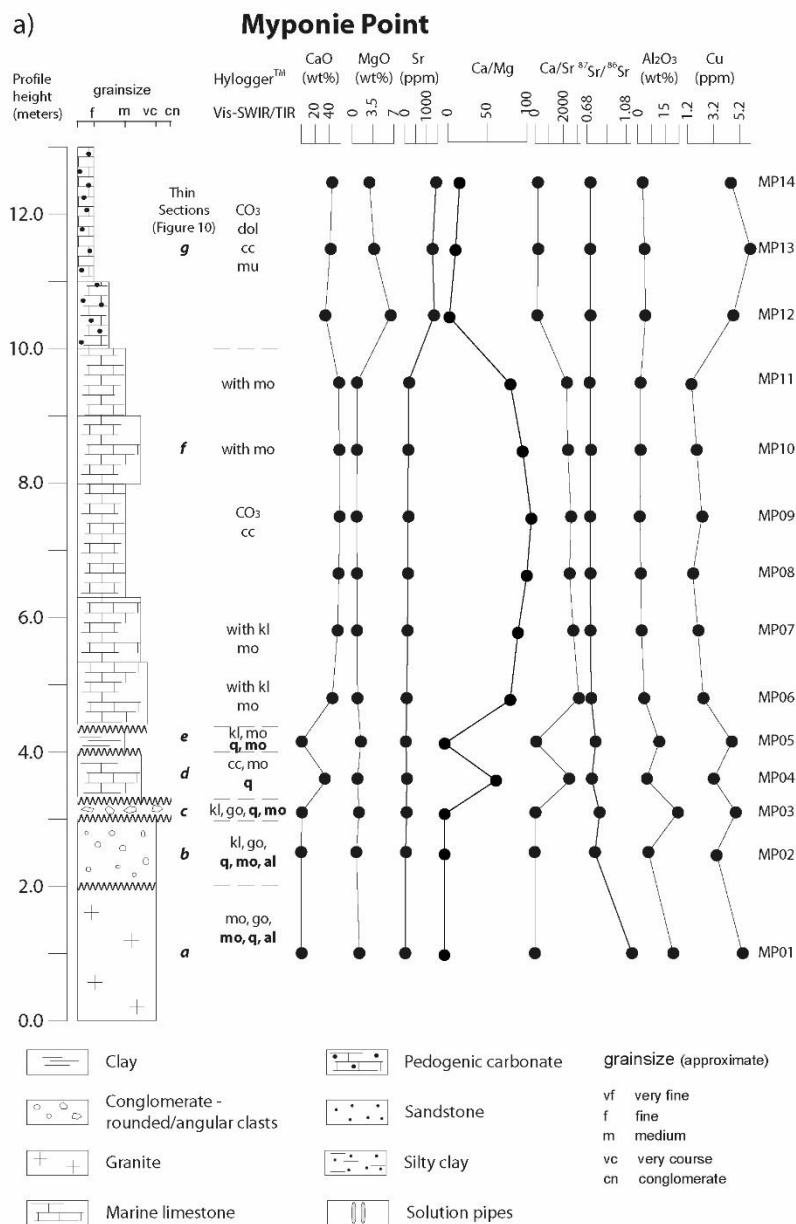 a)
Myponie Point
Profile
height
(meters)
grainsize
f m vc cn
Hylogger™
Vis-SWIR/TIR
CaO
(wt%)
20 40
MgO
(wt%)
0 3.5 7
Sr
(ppm)
0 1000
Ca/Mg
0 50 100
Ca/Sr
0 2000
⁸⁷Sr/⁸⁶Sr
0.68 1.08
Al₂O₃
(wt%)
0 15
Cu
(ppm)
1.2 3.2 5.2
Thin
Sections
(Figure 10)
12.0
10.0
8.0
6.0
4.0
2.0
0.0
g
f
e
d
c
b
a
CO₃
dol
cc
mu
with mo
with mo
CO₃
cc
with kl
mo
with kl
mo
kl, mo
q, mo
cc, mo
q
kl, go, q, mo
kl, go,
q, mo, al
mo, go,
mo, q, al
MP14
MP13
MP12
MP11
MP10
MP09
MP08
MP07
MP06
MP05
MP04
MP03
MP02
MP01
Clay
Conglomerate -
rounded/angular clasts
Granite
Marine limestone
Pedogenic carbonate
Sandstone
Silty clay
Solution pipes
grainsize (approximate)
vf very fine
f fine
m medium
vc very course
cn conglomerate